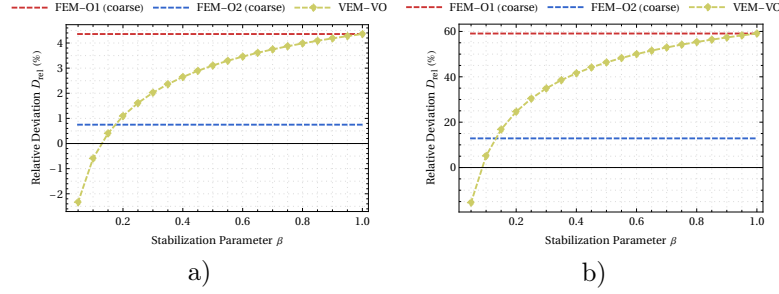 FEM-O1 (coarse) FEM-O2 (coarse) VEM-VO
Relative Deviation D_rel (%)
4
3
2
1
0
-1
-2
0.2 0.4 0.6 0.8 1.0
Stabilization Parameter β
a)
FEM-O1 (coarse) FEM-O2 (coarse) VEM-VO
Relative Deviation D_rel (%)
60
40
20
0
0.2 0.4 0.6 0.8 1.0
Stabilization Parameter β
b)